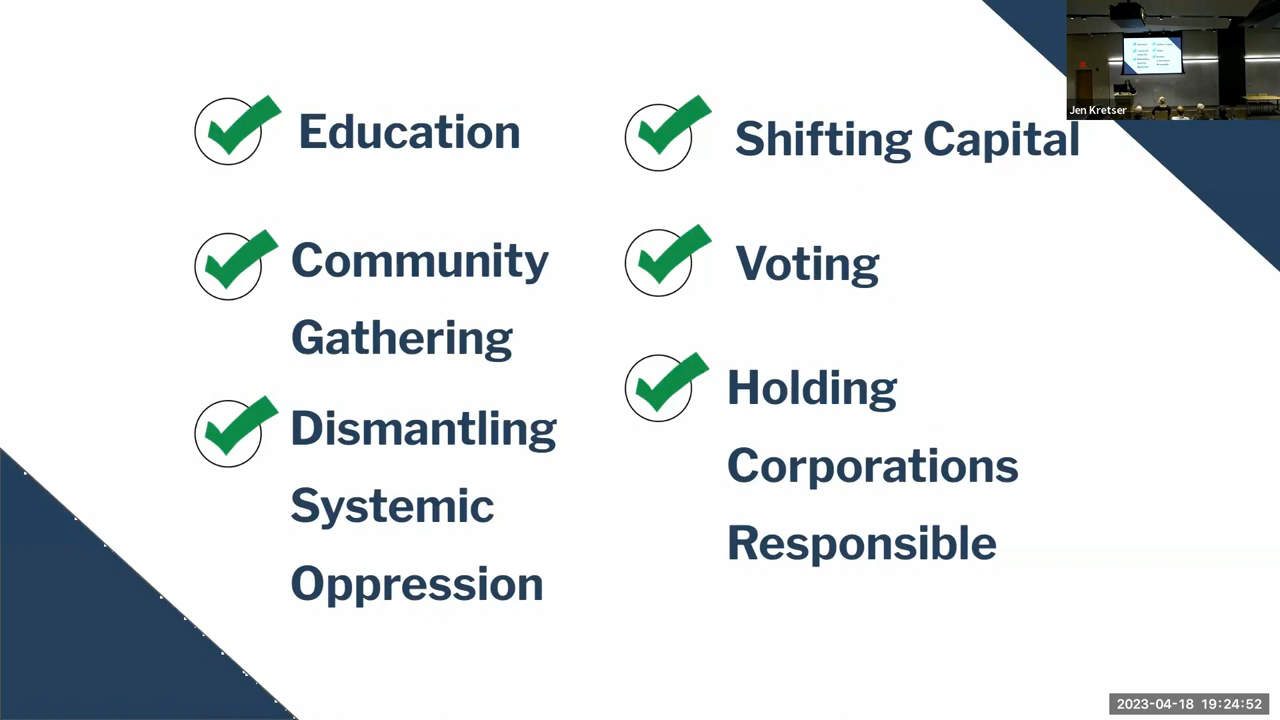 Education
Community
Gathering
Dismantling
Systemic
Oppression
Shifting Capital
Voting
Holding
Corporations
Responsible
Jen Kretser
2023-04-18 19:24:52